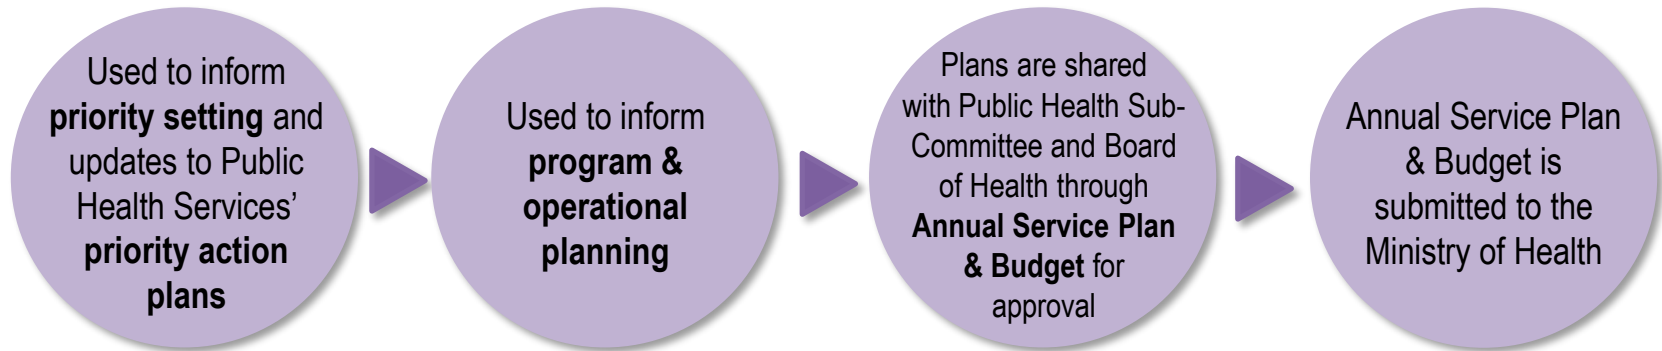 Used to inform
priority setting and
updates to Public
Health Services’
priority action
plans
Used to inform
program &
operational
planning
Plans are shared
with Public Health Sub-
Committee and Board
of Health through
Annual Service Plan
& Budget for
approval
Annual Service Plan
& Budget is
submitted to the
Ministry of Health